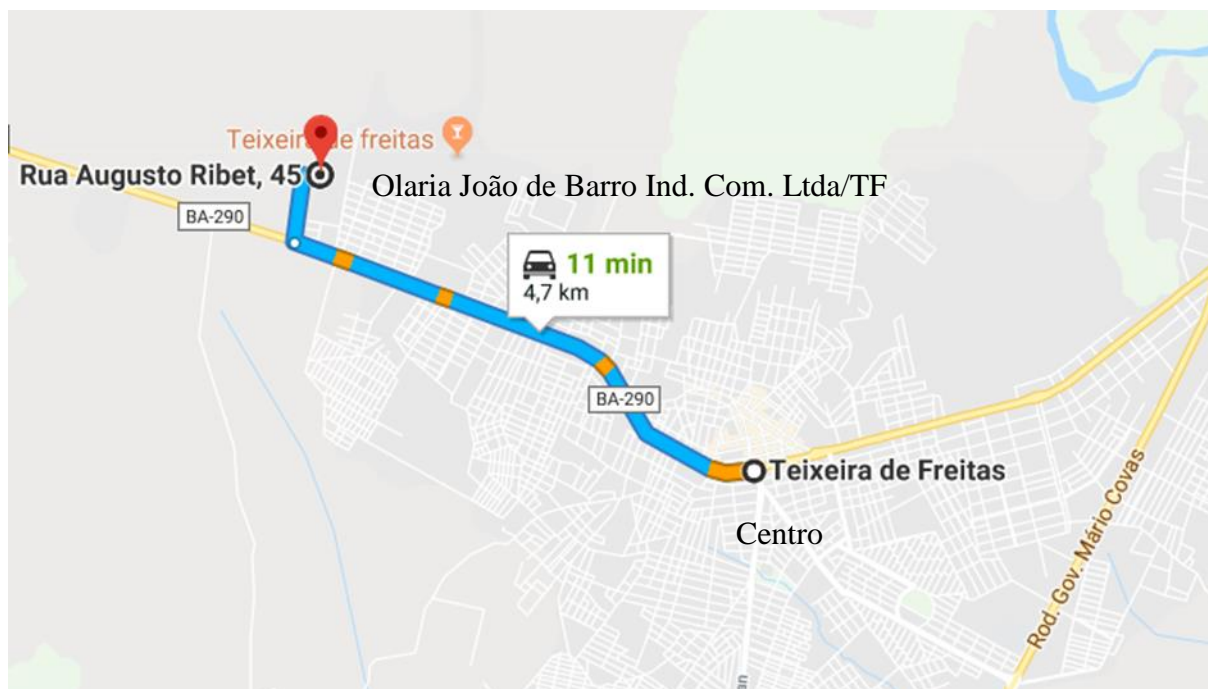 Teixeira de freitas
Rua Augusto Ribet, 45
Olaria João de Barro Ind. Com. Ltda/TF
BA-290
11 min
4,7 km
BA-290
Teixeira de Freitas
Centro
Rod. Gov. Mário Covas